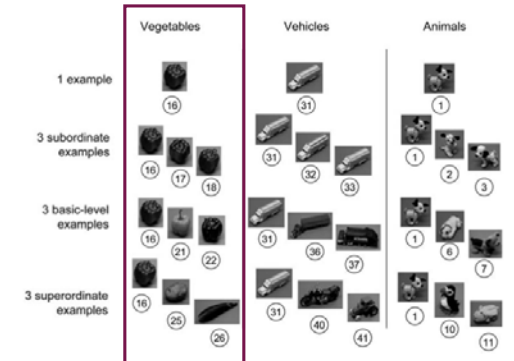 Vegetables Vehicles Animals
1 example
16 31 1
3 subordinate
examples
16 17 18 31 32 33 1 2 3
3 basic-level
examples
16 21 22 31 36 37 1 6 7
3 superordinate
examples
16 25 26 31 40 41 1 10 11